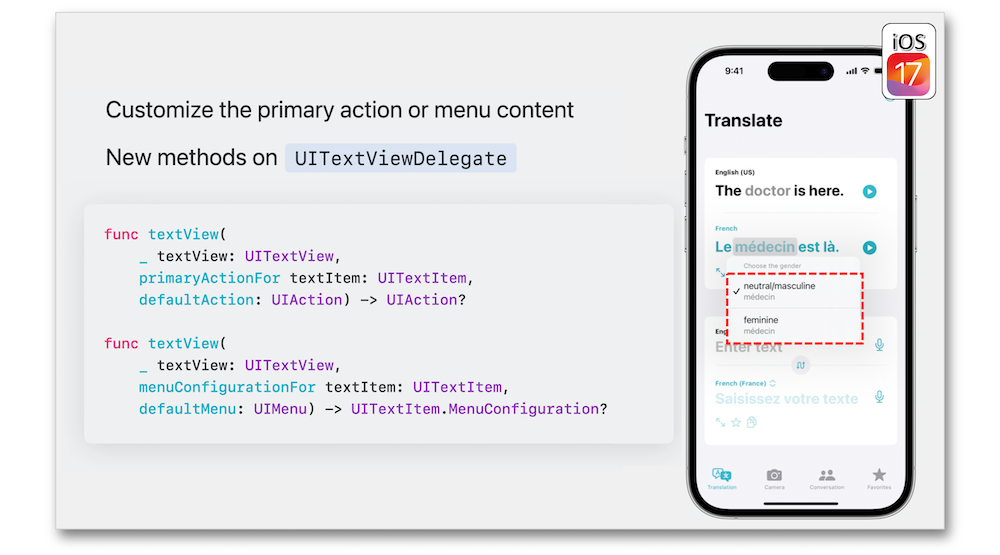 Customize the primary action or menu content
New methods on UITextViewDelegate
func textView(
_ textView: UITextView,
primaryActionFor textItem: UITextItem,
defaultAction: UIAction) -> UIAction?
func textView(
_ textView: UITextView,
menuConfigurationFor textItem: UITextItem,
defaultMenu: UIMenu) -> UITextItem.MenuConfiguration?
iOS
17
9:41
Translate
English (US)
The doctor is here.
French
Le médecin est là.
Choose the gender
✓ neutral/masculine
médecin
feminine
médecin
Eng
Enter text
French (France)
Saisissez votre texte
Translation Camera Conversation Favorites